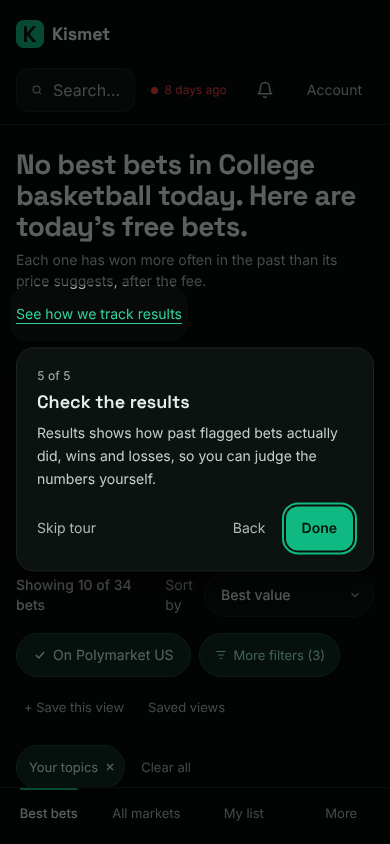 Kismet
Search...
8 days ago
Account
No best bets in College
basketball today. Here are
today's free bets.
Each one has won more often in the past than its
price suggests, after the fee.
See how we track results
5 of 5
Check the results
Results shows how past flagged bets actually
did, wins and losses, so you can judge the
numbers yourself.
Skip tour
Back
Done
Showing 10 of 34
bets
Sort
by
Best value
On Polymarket US
More filters (3)
+ Save this view
Saved views
Your topics ×
Clear all
Best bets
All markets
My list
More